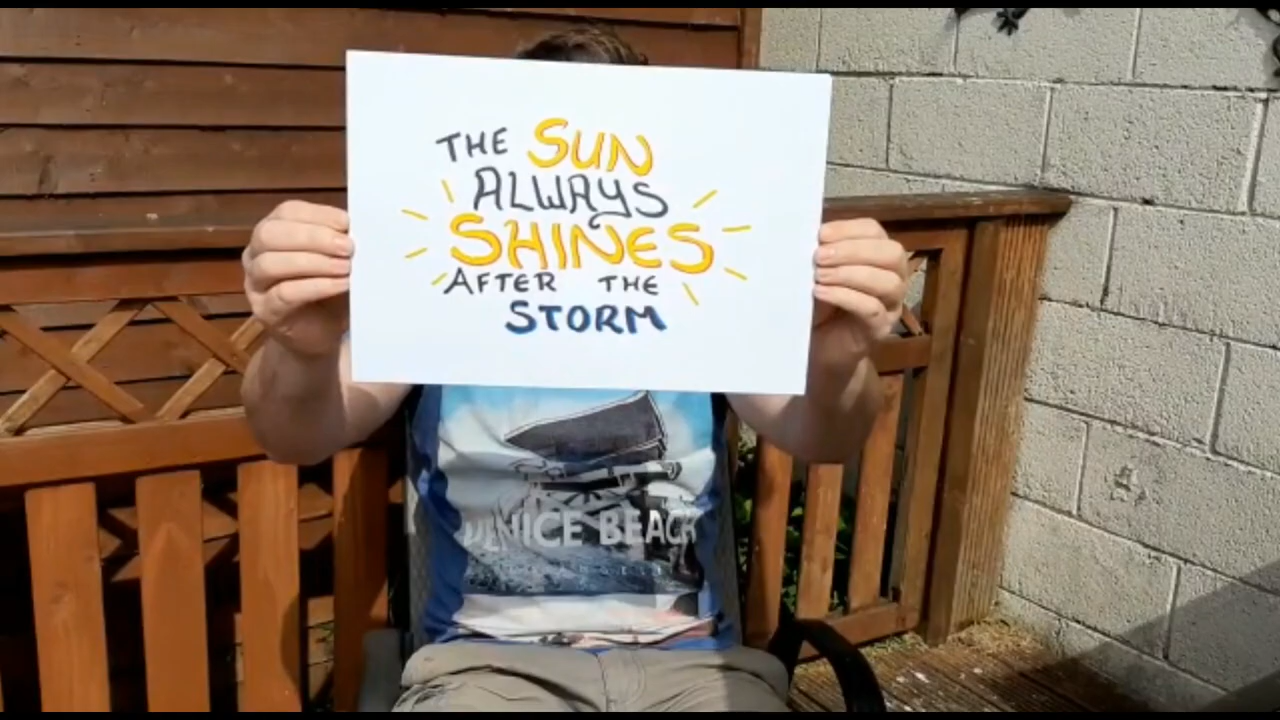 THE SUN
ALWAYS
SHINES
AFTER THE
STORM
VENICE BEACH